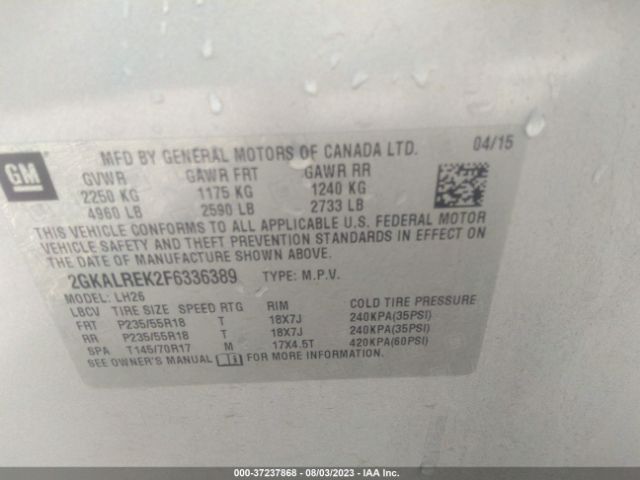 GM
MFD BY GENERAL MOTORS OF CANADA LTD. 04/15
GVWR GAWR FRT GAWR RR
2250 KG 1175 KG 1240 KG
4960 LB 2590 LB 2733 LB
THIS VEHICLE CONFORMS TO ALL APPLICABLE U.S. FEDERAL MOTOR
VEHICLE SAFETY AND THEFT PREVENTION STANDARDS IN EFFECT ON
THE DATE OF MANUFACTURE SHOWN ABOVE.
2GKALREK2F6336389 TYPE: M.P.V.
MODEL: LH26
LBCV TIRE SIZE SPEED RTG RIM COLD TIRE PRESSURE
FRT P235/55R18 T 18X7J 240KPA(35PSI)
RR P235/55R18 T 18X7J 240KPA(35PSI)
SPA T145/70R17 M 17X4.5T 420KPA(60PSI)
SEE OWNER'S MANUAL FOR MORE INFORMATION.
2-37237868 - 08/03/2023 - IAA Inc.